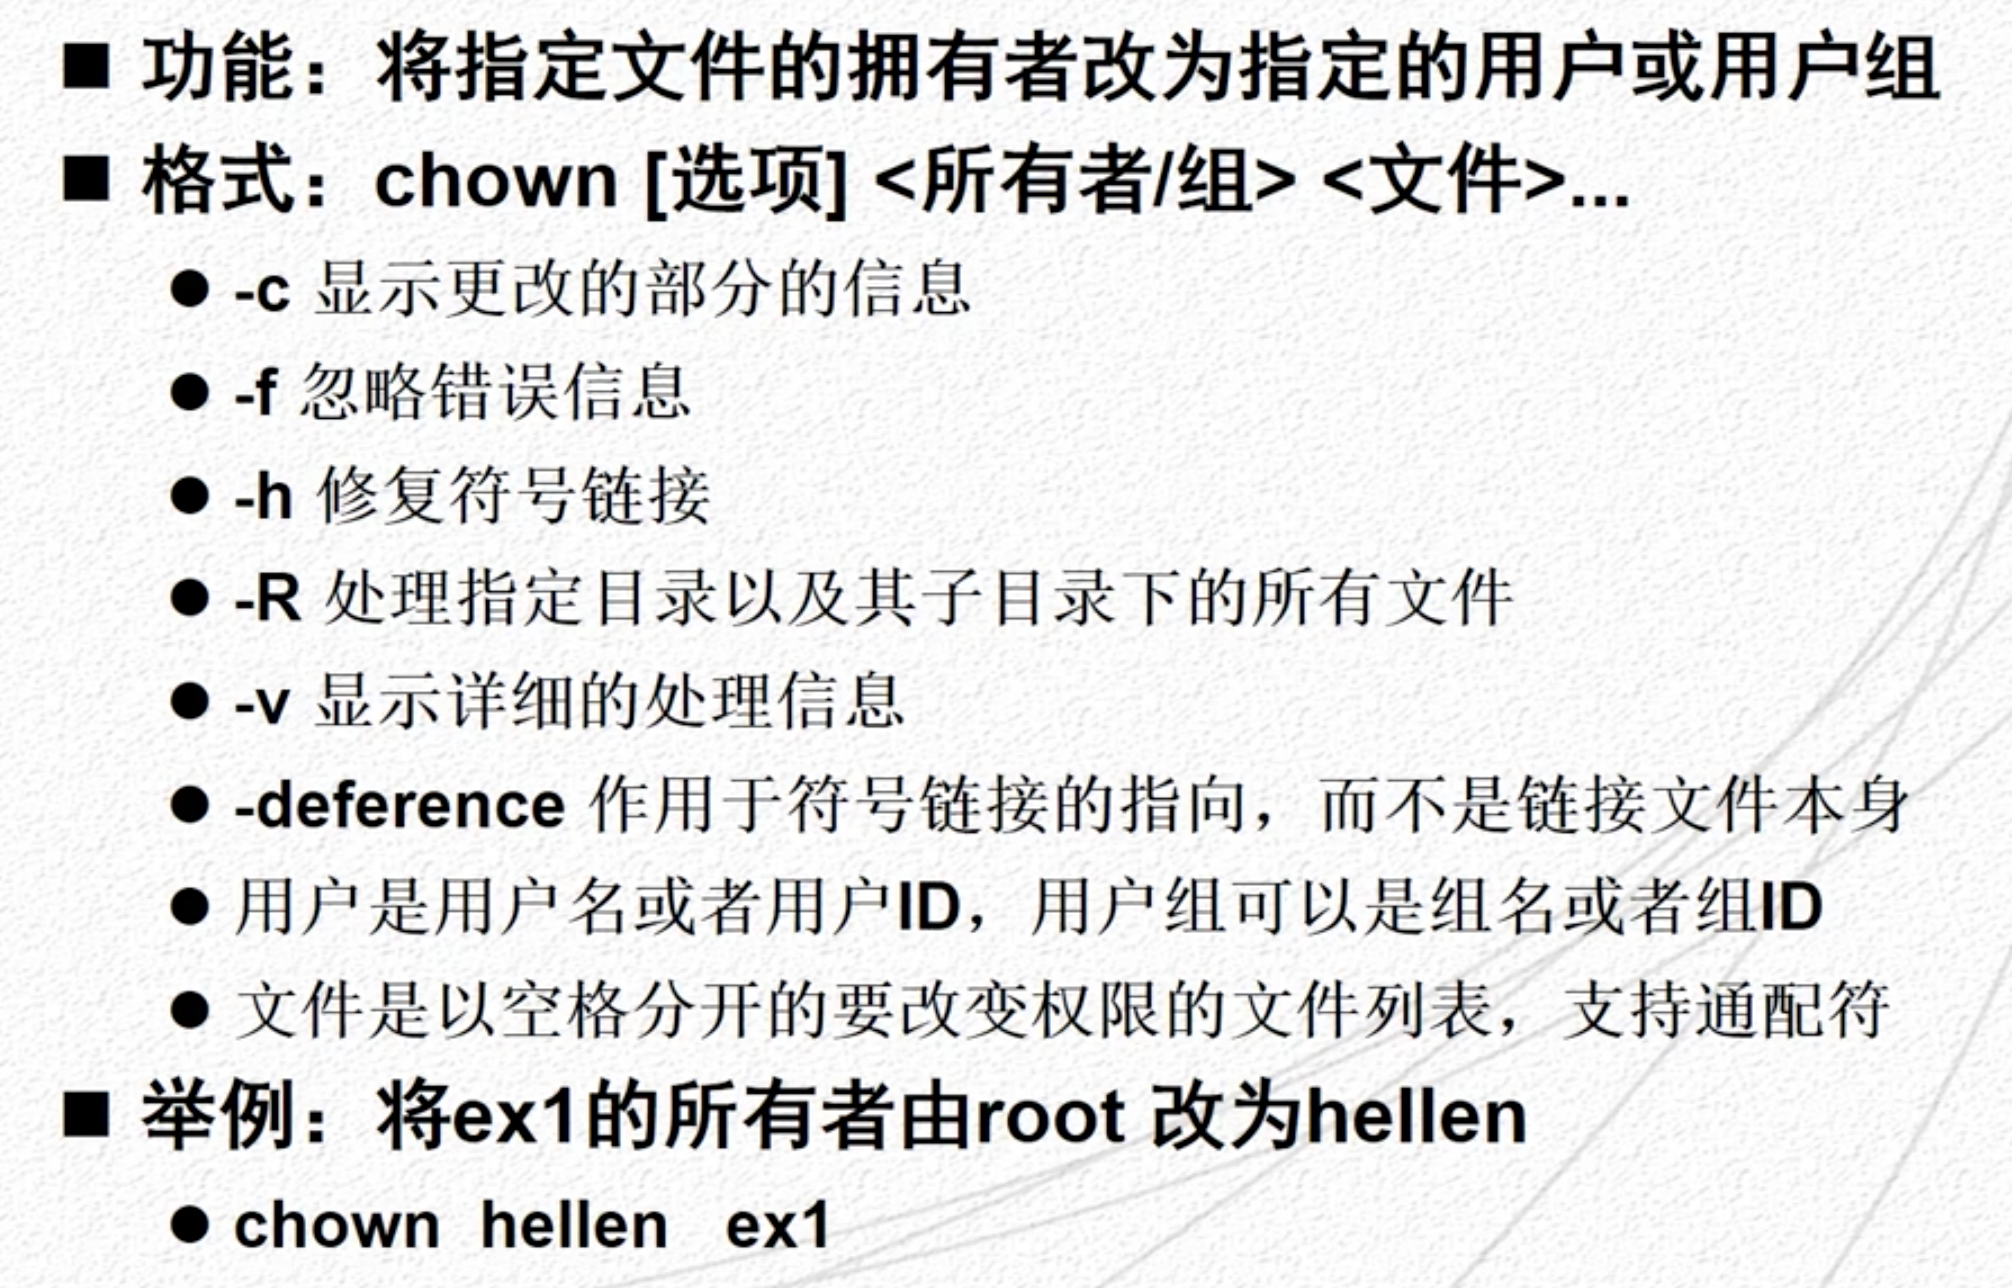 ■ 功能：将指定文件的拥有者改为指定的用户或用户组
■ 格式：chown [选项] <所有者/组> <文件>...
● -c 显示更改的部分的信息
● -f 忽略错误信息
● -h 修复符号链接
● -R 处理指定目录以及其子目录下的所有文件
● -v 显示详细的处理信息
● -deference 作用于符号链接的指向，而不是链接文件本身
● 用户是用户名或者用户ID，用户组可以是组名或者组ID
● 文件是以空格分开的要改变权限的文件列表，支持通配符
■ 举例：将ex1的所有者由root 改为hellen
● chown hellen ex1